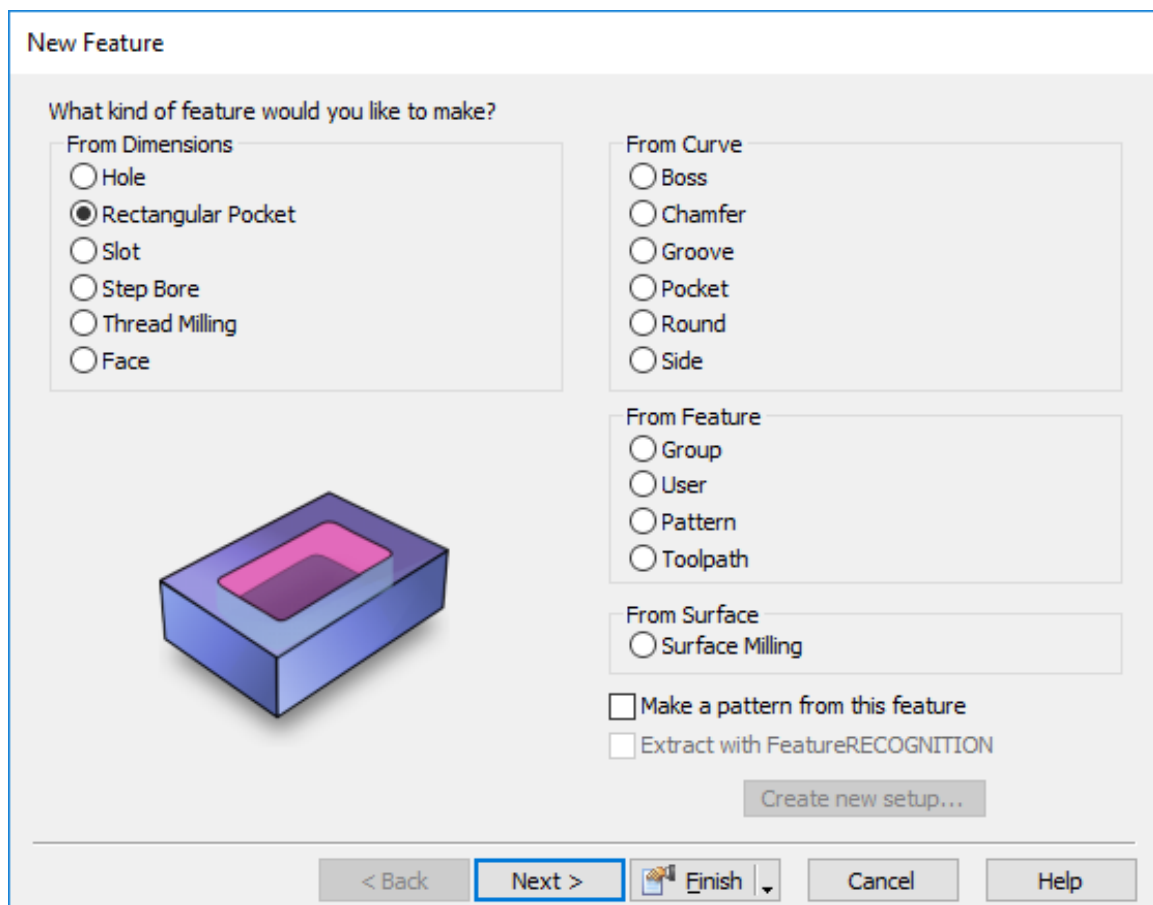 New Feature
What kind of feature would you like to make?
From Dimensions
Hole
Rectangular Pocket
Slot
Step Bore
Thread Milling
Face
From Curve
Boss
Chamfer
Groove
Pocket
Round
Side
From Feature
Group
User
Pattern
Toolpath
From Surface
Surface Milling
Make a pattern from this feature
Extract with FeatureRECOGNITION
Create new setup...
< Back Next > Finish Cancel Help